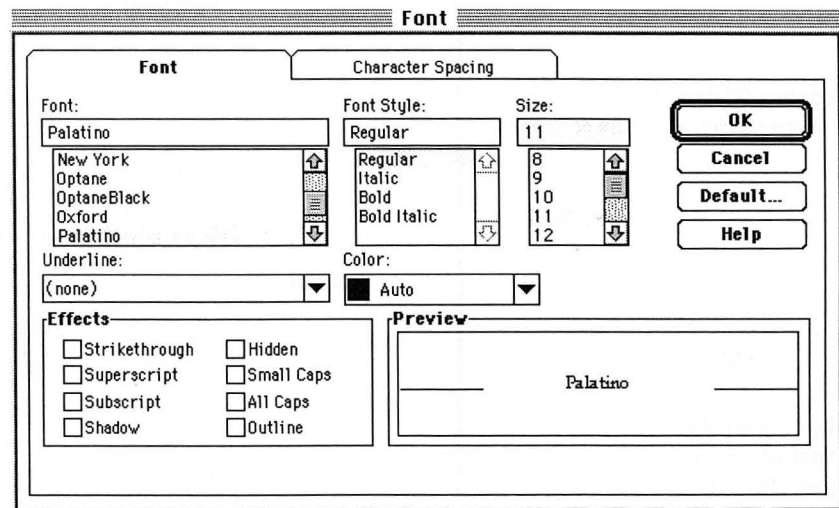 Font
Font
Character Spacing
Font:
Font Style:
Size:
Palatino
Regular
11
OK
New York
Optane
OptaneBlack
Oxford
Palatino
Regular
Italic
Bold
Bold Italic
8
9
10
11
12
Cancel
Default...
Help
Underline:
Color:
(none)
Auto
Effects
Strikethrough
Hidden
Superscript
Small Caps
Subscript
All Caps
Shadow
Outline
Preview
Palatino